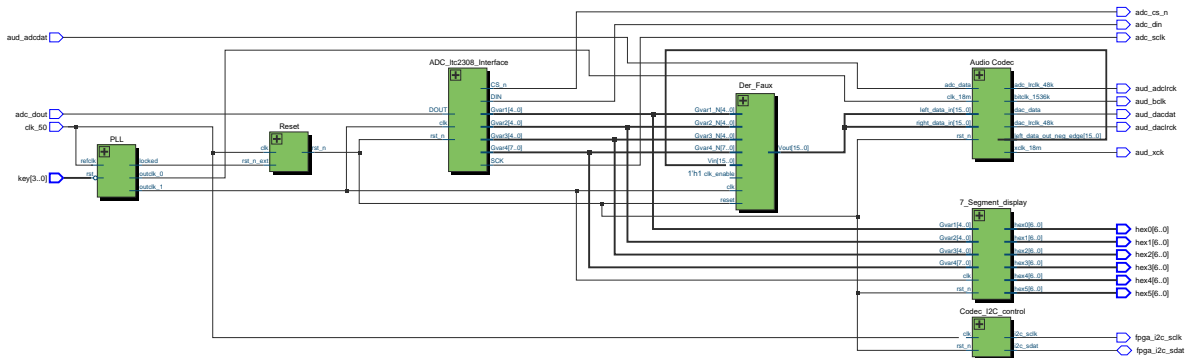 aud_adcdat
adc_dout
clk_50
key[3..0]
PLL
refclk
rst
locked
outclk_0
outclk_1
Reset
clk
rst_n_ext
rst_n
ADC_ltc2308_Interface
DOUT
clk
rst_n
CS_n
DIN
Gvar1[4..0]
Gvar2[4..0]
Gvar3[4..0]
Gvar4[7..0]
SCK
Der_Faux
Gvar1_N[4..0]
Gvar2_N[4..0]
Gvar3_N[4..0]
Gvar4_N[7..0]
Vin[15..0]
1'h1 clk_enable
clk
reset
Vout[15..0]
Audio Codec
adc_data
clk_18m
left_data_in[15..0]
right_data_in[15..0]
rst_n
adc_lrclk_48k
bitclk_1536k
dac_data
dac_lrclk_48k
left_data_out_neg_edge[15..0]
xclk_18m
7_Segment_display
Gvar1[4..0]
Gvar2[4..0]
Gvar3[4..0]
Gvar4[7..0]
clk
rst_n
hex0[6..0]
hex1[6..0]
hex2[6..0]
hex3[6..0]
hex4[6..0]
hex5[6..0]
Codec_I2C_control
clk
rst_n
i2c_sclk
i2c_sdat
adc_cs_n
adc_din
adc_sclk
aud_adclrck
aud_bclk
aud_dacdat
aud_daclrck
aud_xck
hex0[6..0]
hex1[6..0]
hex2[6..0]
hex3[6..0]
hex4[6..0]
hex5[6..0]
fpga_i2c_sclk
fpga_i2c_sdat